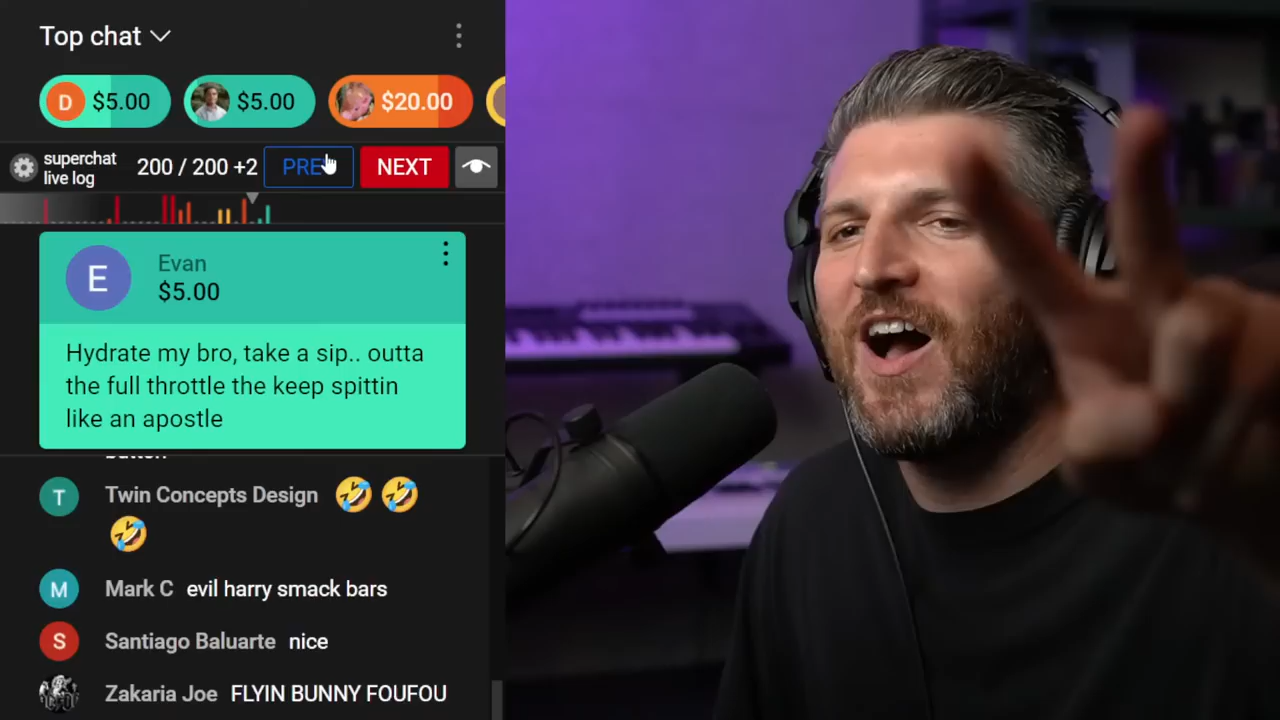 Top chat
D $5.00 $5.00 $20.00
superchat
live log
200 / 200 +2
NEXT
E
Evan
$5.00
Hydrate my bro, take a sip.. outta
the full throttle the keep spittin
like an apostle
T Twin Concepts Design
M Mark C evil harry smack bars
S Santiago Baluarte nice
Zakaria Joe FLYIN BUNNY FOUFOU